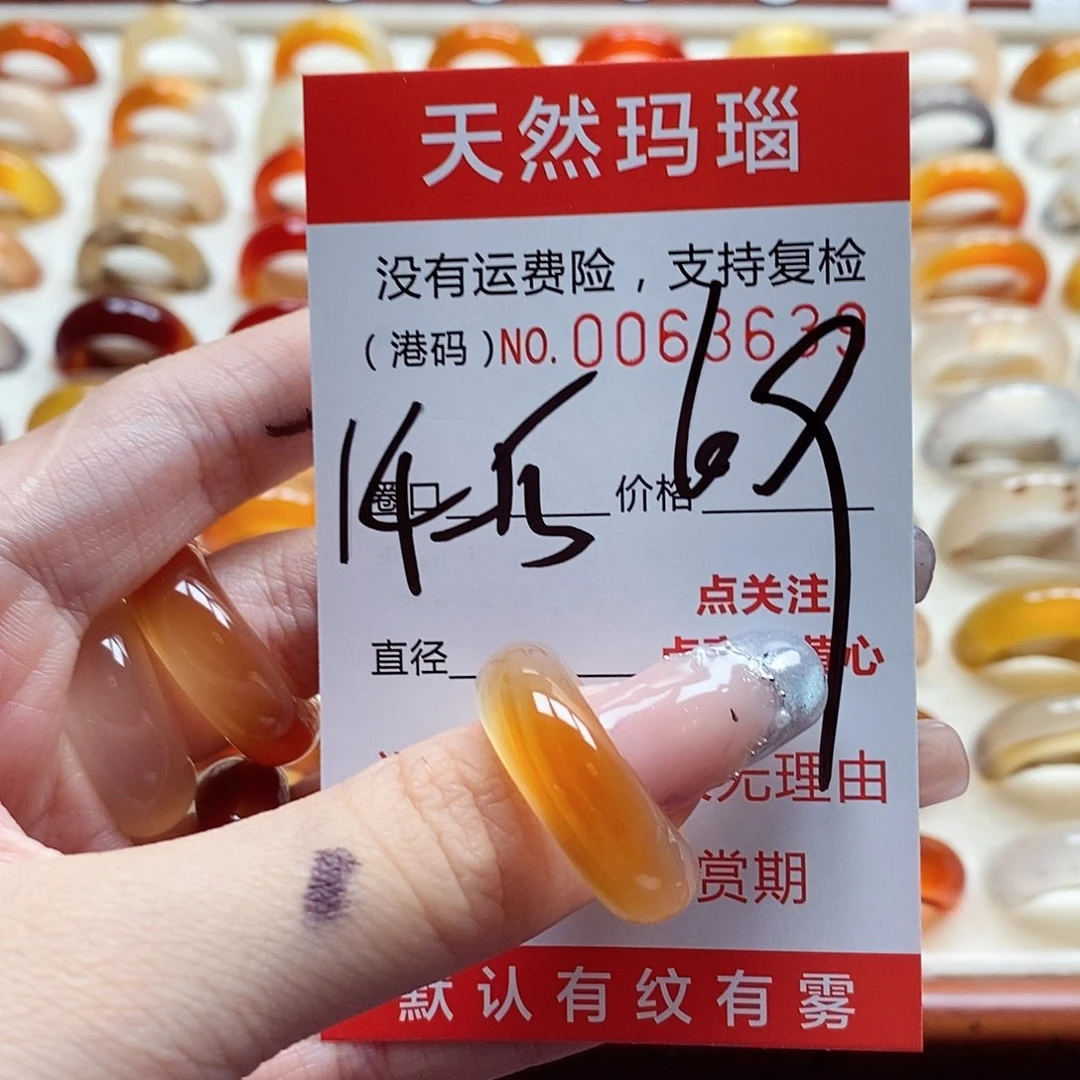 天然玛瑙
没有运费险，支持复检
(港码)NO.0063639
14-15
69
圈口 价格
点关注
直径 心
无理由
赏期
默认有纹有雾